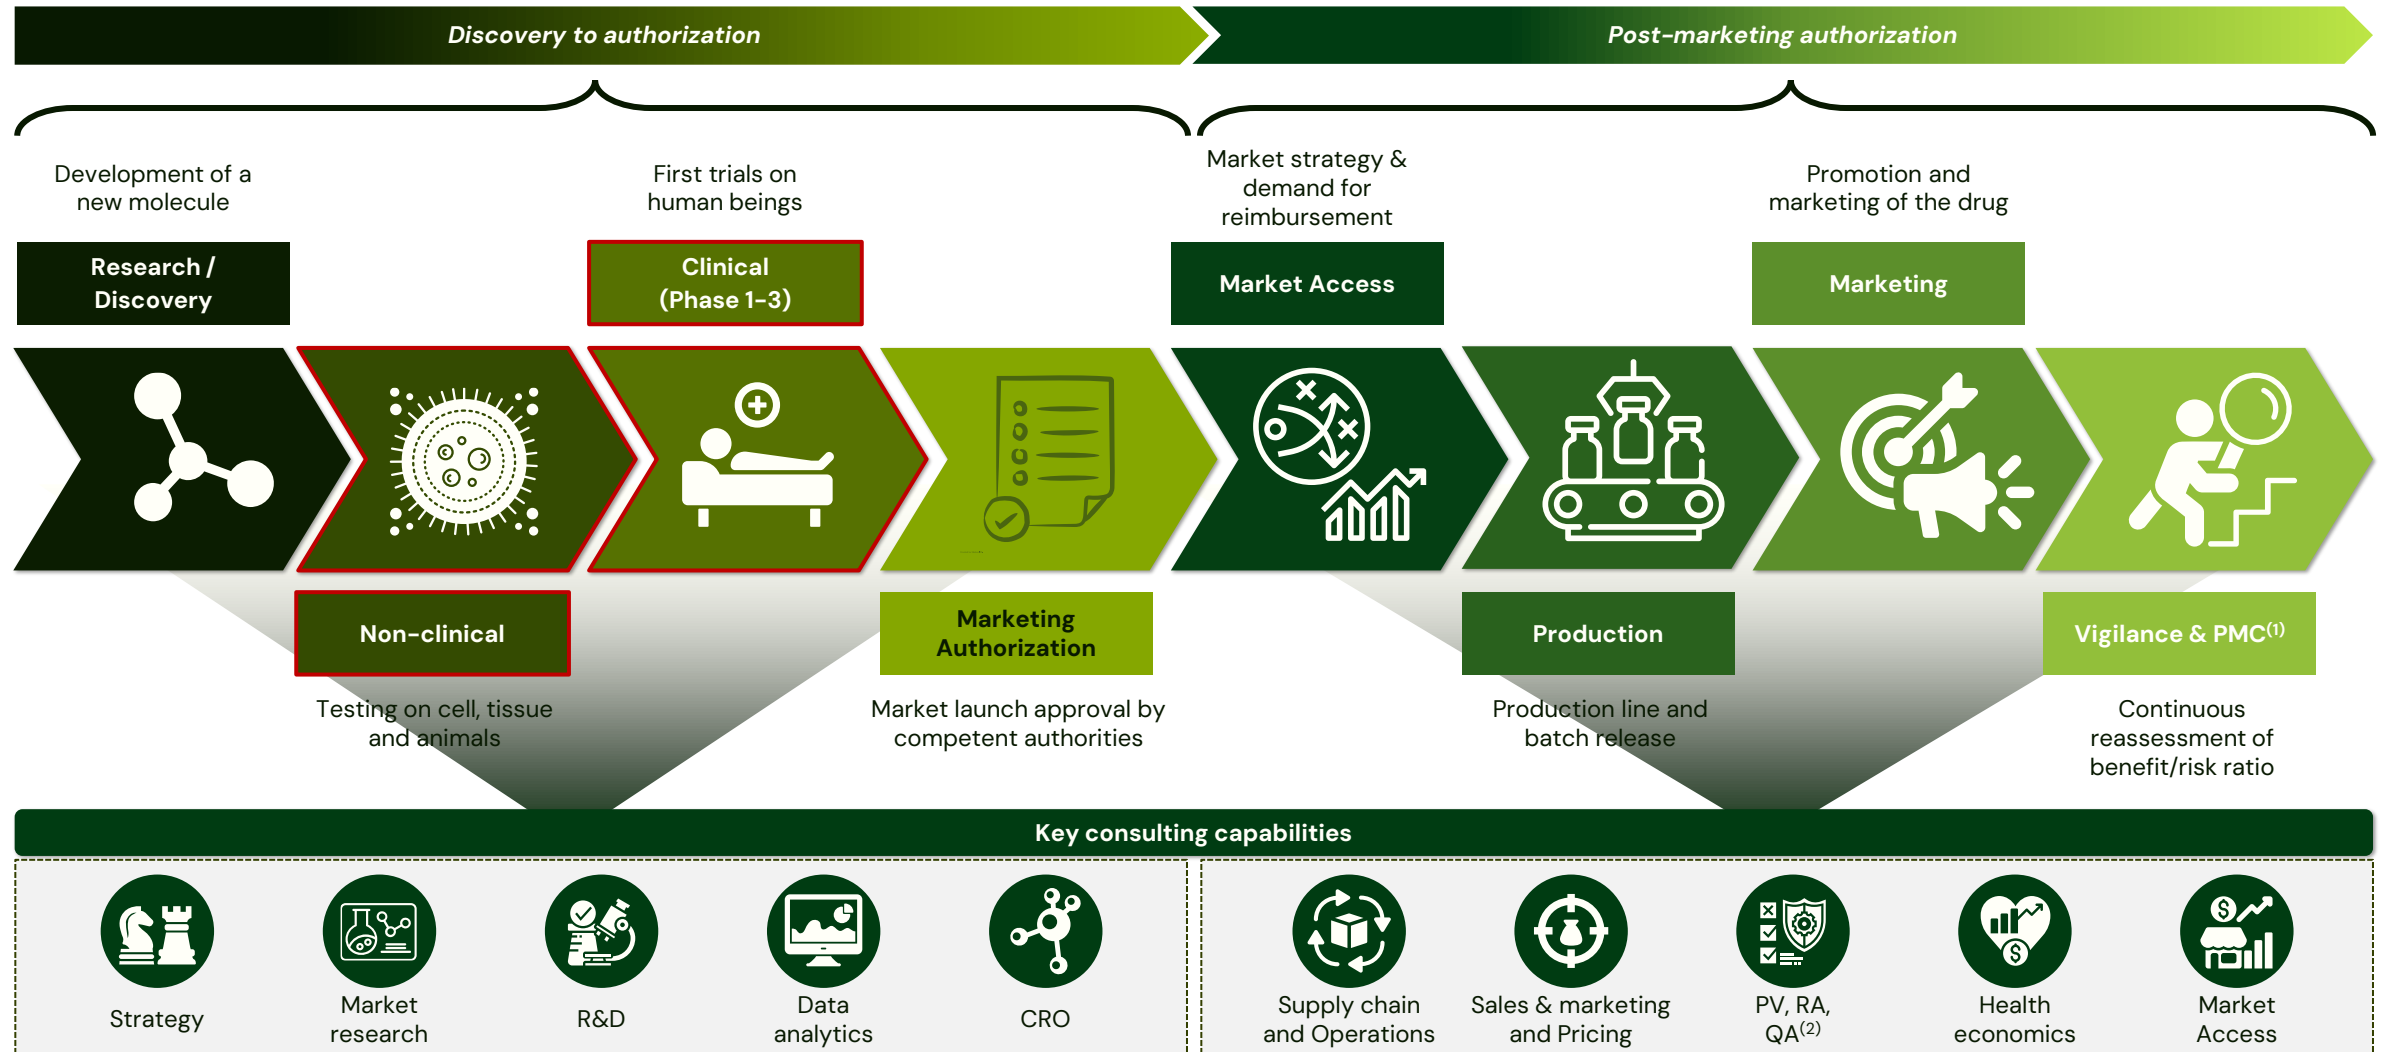 Discovery to authorization
Post-marketing authorization
Development of a
new molecule
First trials on
human beings
Market strategy &
demand for
reimbursement
Promotion and
marketing of the drug
Research /
Discovery
Clinical
(Phase 1-3)
Market Access
Marketing
Non-clinical
Marketing
Authorization
Production
Vigilance & PMC⁽¹⁾
Testing on cell, tissue
and animals
Market launch approval by
competent authorities
Production line and
batch release
Continuous
reassessment of
benefit/risk ratio
Key consulting capabilities
Strategy
Market
research
R&D
Data
analytics
CRO
Supply chain
and Operations
Sales & marketing
and Pricing
PV, RA,
QA⁽²⁾
Health
economics
Market
Access